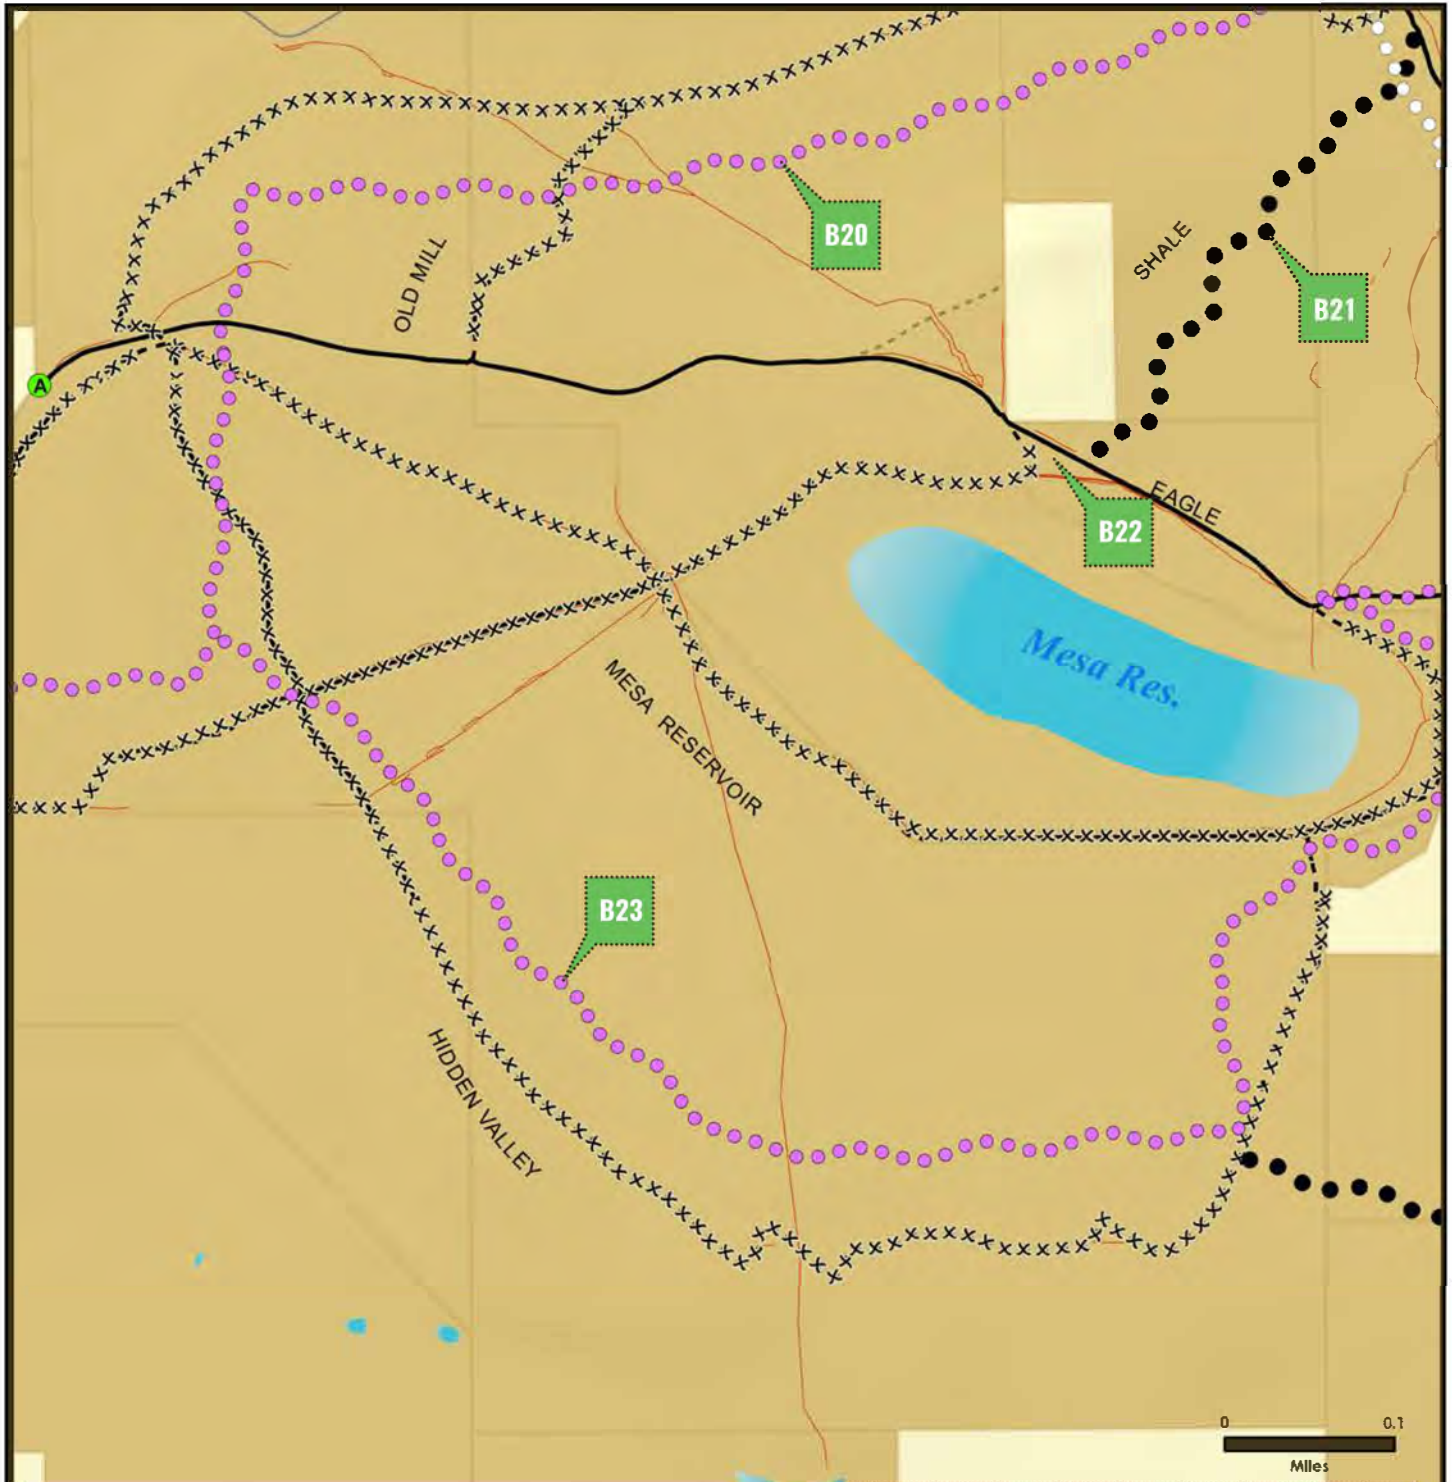 B20
SHALE
OLD MILL
B21
A
EAGLE
B22
Mesa Res.
MESA RESERVOIR
B23
HIDDEN VALLEY
0 0.1
Miles